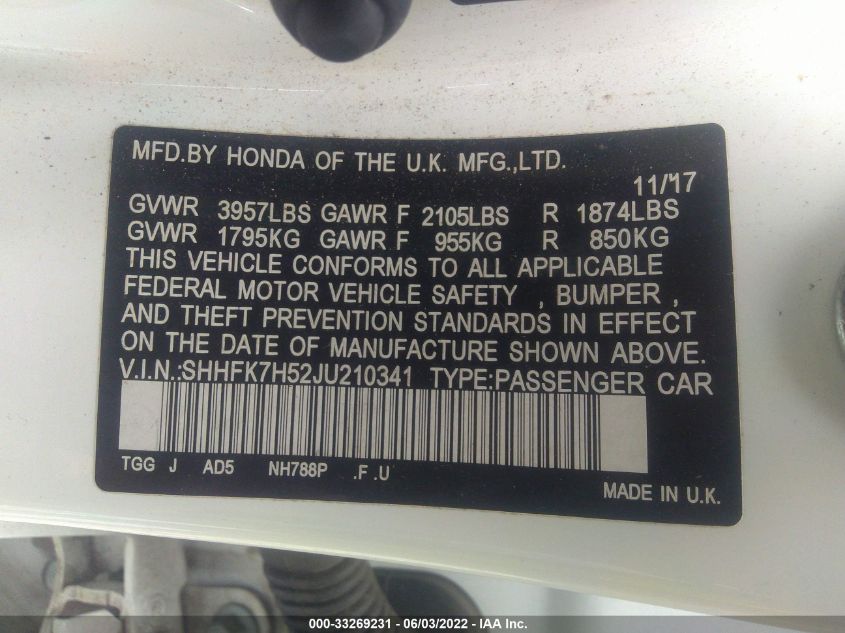 MFD.BY HONDA OF THE U.K. MFG.,LTD.
11/17
GVWR 3957LBS GAWR F 2105LBS R 1874LBS
GVWR 1795KG GAWR F 955KG R 850KG
THIS VEHICLE CONFORMS TO ALL APPLICABLE
FEDERAL MOTOR VEHICLE SAFETY , BUMPER ,
AND THEFT PREVENTION STANDARDS IN EFFECT
ON THE DATE OF MANUFACTURE SHOWN ABOVE.
V.I.N.:SHHFK7H52JU210341 TYPE:PASSENGER CAR
TGG J AD5 NH788P .F .U
MADE IN U.K.
000-33269231 - 06/03/2022 - IAA Inc.